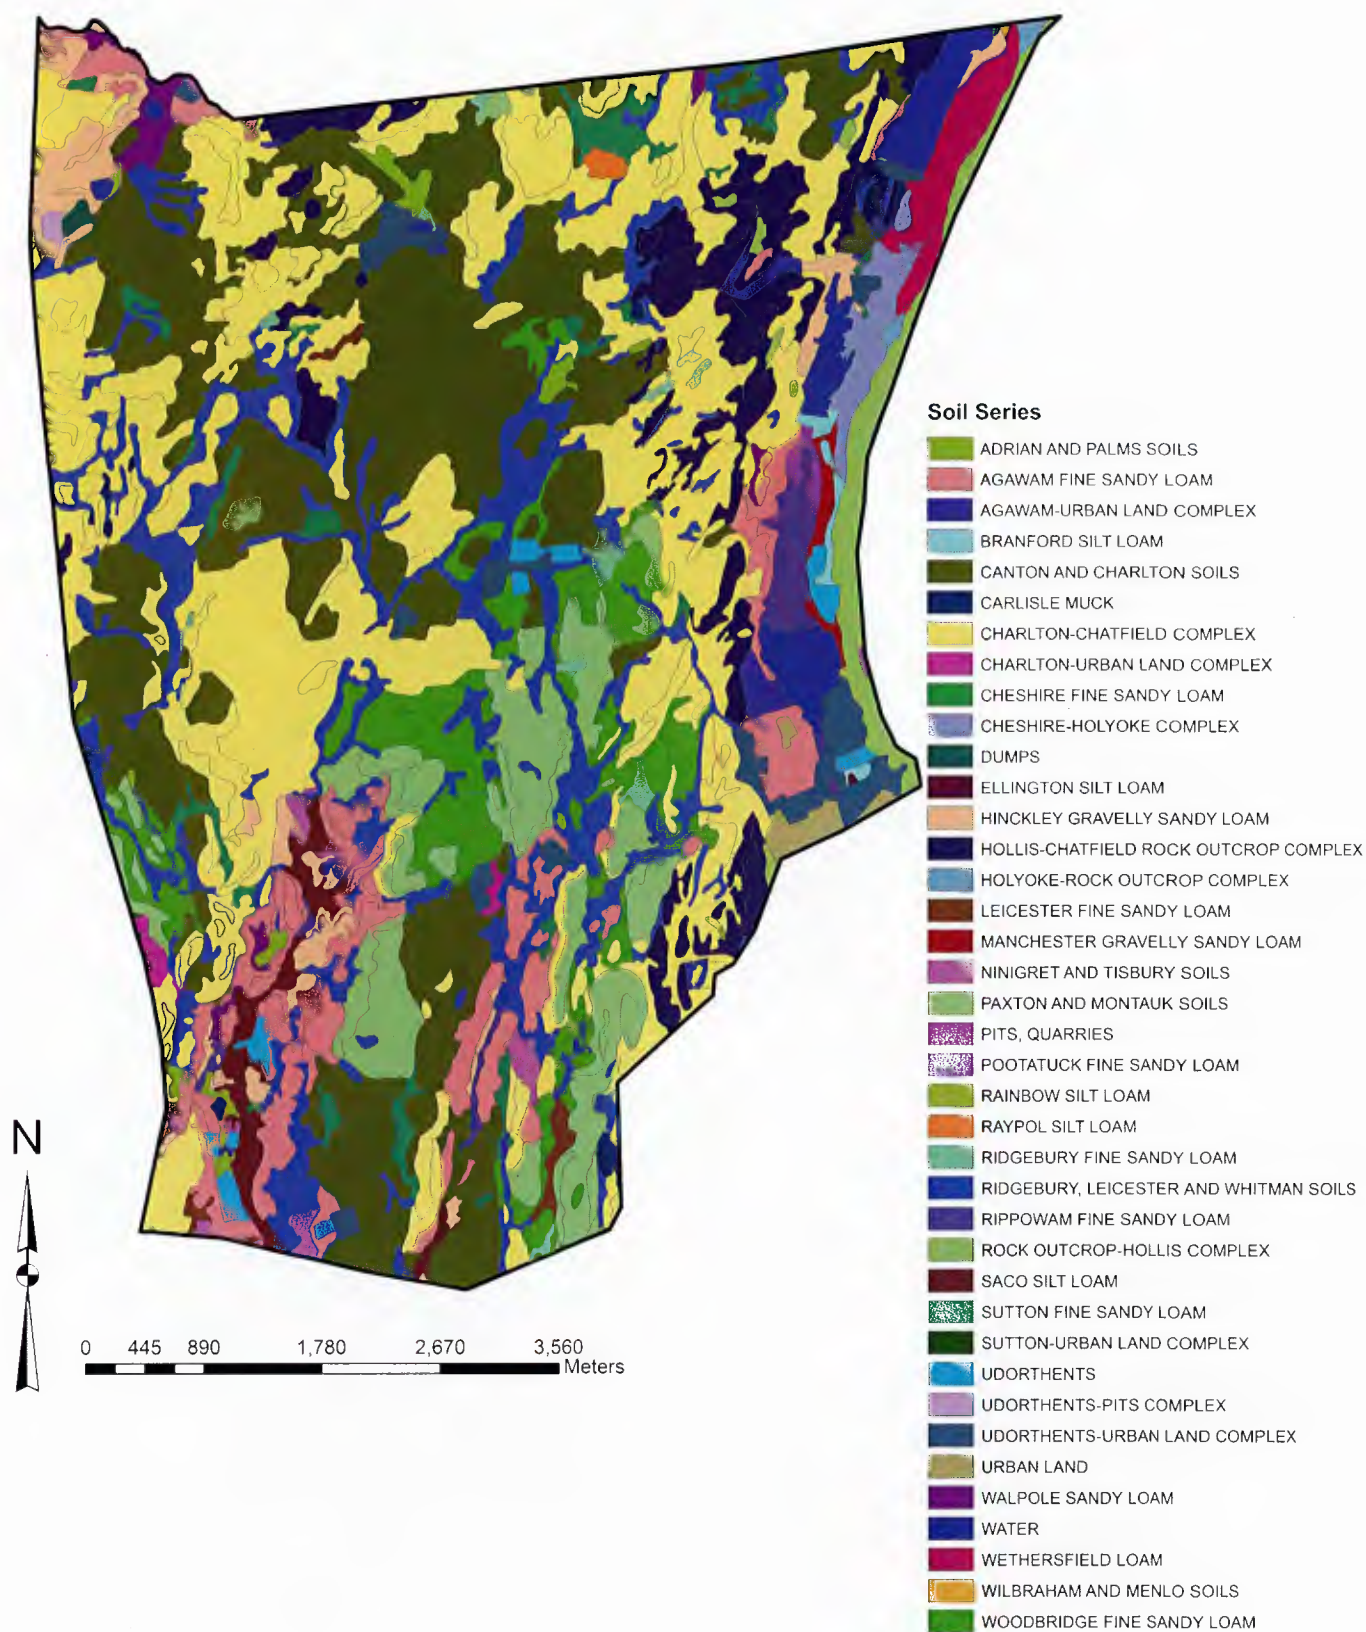 Soil Series
ADRIAN AND PALMS SOILS
AGAWAM FINE SANDY LOAM
AGAWAM-URBAN LAND COMPLEX
BRANFORD SILT LOAM
CANTON AND CHARLTON SOILS
CARLISLE MUCK
CHARLTON-CHATFIELD COMPLEX
CHARLTON-URBAN LAND COMPLEX
CHESHIRE FINE SANDY LOAM
CHESHIRE-HOLYOKE COMPLEX
DUMPS
ELLINGTON SILT LOAM
HINCKLEY GRAVELLY SANDY LOAM
HOLLIS-CHATFIELD ROCK OUTCROP COMPLEX
HOLYOKE-ROCK OUTCROP COMPLEX
LEICESTER FINE SANDY LOAM
MANCHESTER GRAVELLY SANDY LOAM
NINIGRET AND TISBURY SOILS
PAXTON AND MONTAUK SOILS
PITS, QUARRIES
POOTATUCK FINE SANDY LOAM
RAINBOW SILT LOAM
RAYPOL SILT LOAM
RIDGEBURY FINE SANDY LOAM
RIDGEBURY, LEICESTER AND WHITMAN SOILS
RIPPOWAM FINE SANDY LOAM
ROCK OUTCROP-HOLLIS COMPLEX
SACO SILT LOAM
SUTTON FINE SANDY LOAM
SUTTON-URBAN LAND COMPLEX
UDORTHENTS
UDORTHENTS-PITS COMPLEX
UDORTHENTS-URBAN LAND COMPLEX
URBAN LAND
WALPOLE SANDY LOAM
WATER
WETHERSFIELD LOAM
WILBRAHAM AND MENLO SOILS
WOODBRIDGE FINE SANDY LOAM
N
0 445 890 1,780 2,670 3,560
Meters